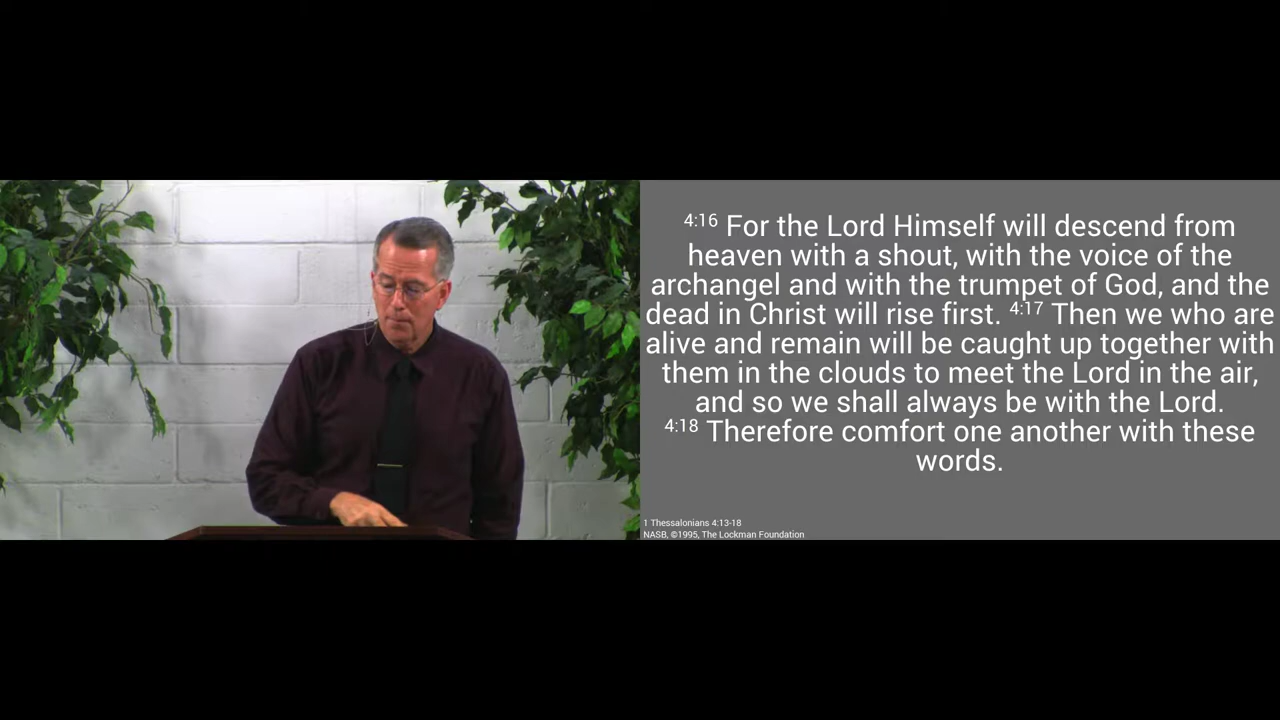 4:16 For the Lord Himself will descend from
heaven with a shout, with the voice of the
archangel and with the trumpet of God, and the
dead in Christ will rise first. 4:17 Then we who are
alive and remain will be caught up together with
them in the clouds to meet the Lord in the air,
and so we shall always be with the Lord.
4:18 Therefore comfort one another with these
words.
1 Thessalonians 4:13-18
NASB, ©1995, The Lockman Foundation